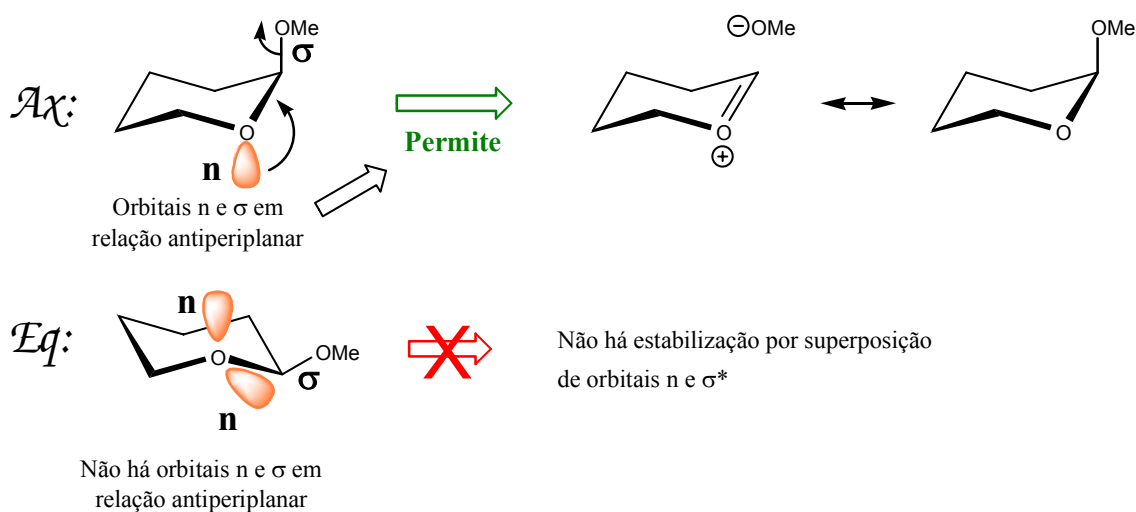 ⊖OMe
OMe
OMe
σ
Ax:
O
O
O
⊕
Permite
n
Orbitais n e σ em
relação antiperiplanar
n
Eq:
O
OMe
σ
n
Não há estabilização por superposição
de orbitais n e σ*
Não há orbitais n e σ em
relação antiperiplanar